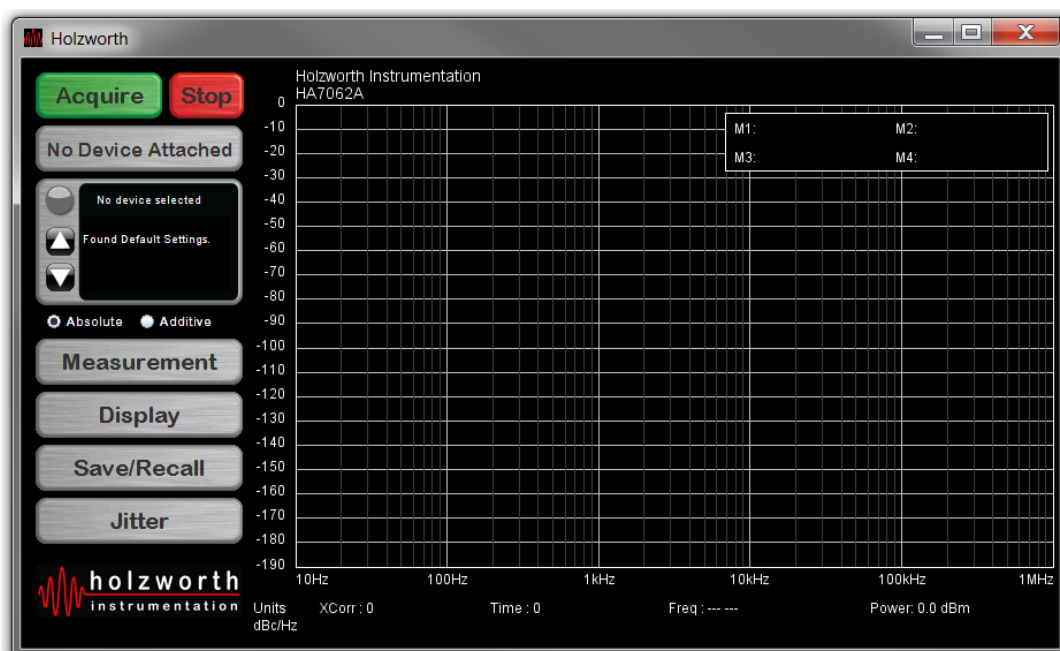 Holzworth
Acquire
Stop
No Device Attached
No device selected
Found Default Settings.
Absolute
Additive
Measurement
Display
Save/Recall
Jitter
holzworth
instrumentation
Holzworth Instrumentation
HA7062A
M1:
M2:
M3:
M4:
0
-10
-20
-30
-40
-50
-60
-70
-80
-90
-100
-110
-120
-130
-140
-150
-160
-170
-180
-190
10Hz
100Hz
1kHz
10kHz
100kHz
1MHz
Units
dBc/Hz
XCorr : 0
Time : 0
Freq : --- ---
Power: 0.0 dBm